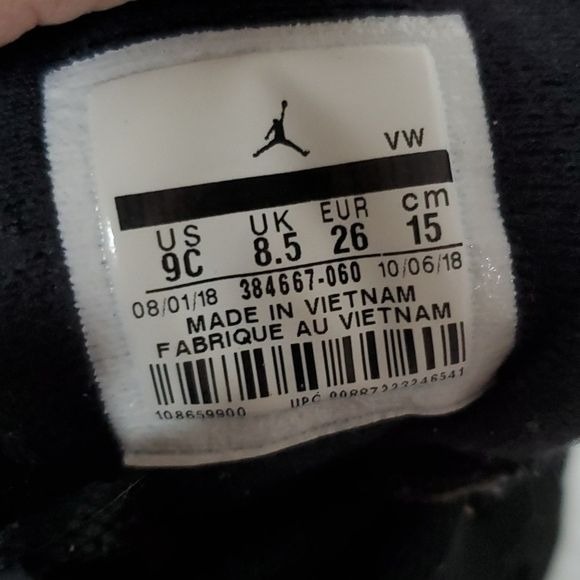 VW
US UK EUR cm
9C 8.5 26 15
08/01/18 384667-060 10/06/18
MADE IN VIETNAM
FABRIQUE AU VIETNAM
108659900 UPC